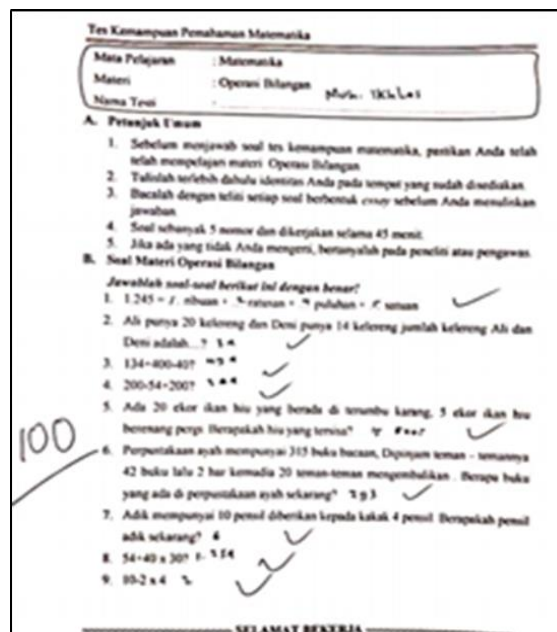 Tes Kemampuan Pemahaman Matematika
Mata Pelajaran : Matematika
Materi : Operasi Bilangan
Nama Testi :
A. Petunjuk Umum
1. Sebelum menjawab soal tes kemampuan matematika, pastikan Anda telah
telah mempelajari materi Operasi Bilangan
2. Tulislah terlebih dahulu identitas Anda pada tempat yang sudah disediakan
3. Bacalah dengan teliti setiap soal berbentuk essay sebelum Anda menuliskan
jawaban
4. Soal sebanyak 5 nomor dan dikerjakan selama 45 menit.
5. Jika ada yang tidak Anda mengerti, bertanyalah pada peneliti atau pengawas.
B. Soal Materi Operasi Bilangan
Jawablah soal-soal berikut ini dengan benar!
1. 1.245 = ribuan + ratusan + puluhan + satuan
2. Ali punya 20 kelereng dan Deni punya 14 kelereng jumlah kelereng Ali dan
Deni adalah...?
3. 134+400-40?
4. 200-54+200?
5. Ada 20 ekor ikan hiu yang berada di terumbu karang, 5 ekor ikan hiu
berenang pergi. Berapakah hiu yang tersisa?
100
6. Perpustakaan ayah mempunyai 315 buku bacaan, Dipinjam teman - temannya
42 buku lalu 2 har kemudia 20 teman-teman mengembalikan . Berapa buku
yang ada di perpustakaan ayah sekarang? 293
7. Adik mempunyai 10 pensil diberikan kepada kakak 4 pensil. Berapakah pensil
adik sekarang? 6
8. 54+40 x 30?
9. 10-2 x 4 2
SELAMAT BEKERJA